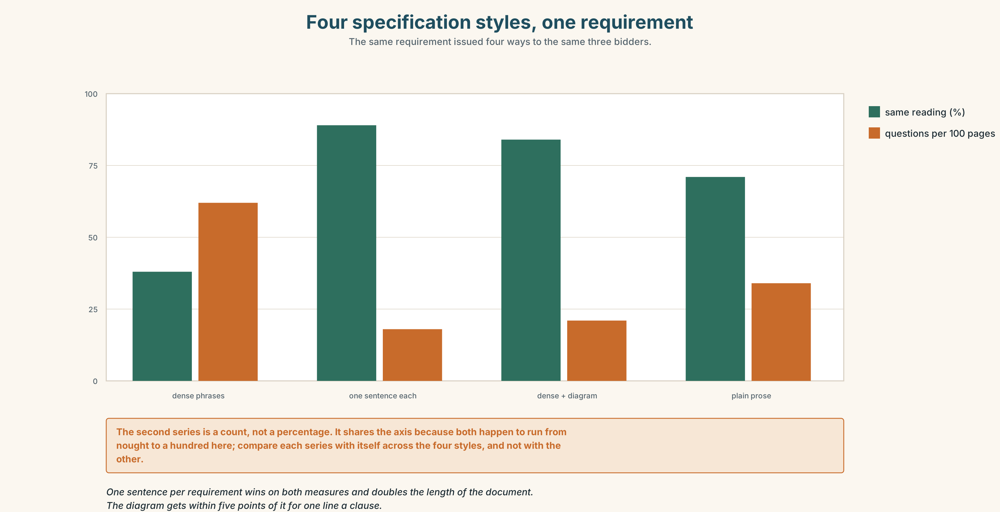 Four specification styles, one requirement
The same requirement issued four ways to the same three bidders.
100
75
50
25
0
same reading (%)
questions per 100 pages
dense phrases
one sentence each
dense + diagram
plain prose
The second series is a count, not a percentage. It shares the axis because both happen to run from
nought to a hundred here; compare each series with itself across the four styles, and not with the
other.
One sentence per requirement wins on both measures and doubles the length of the document.
The diagram gets within five points of it for one line a clause.